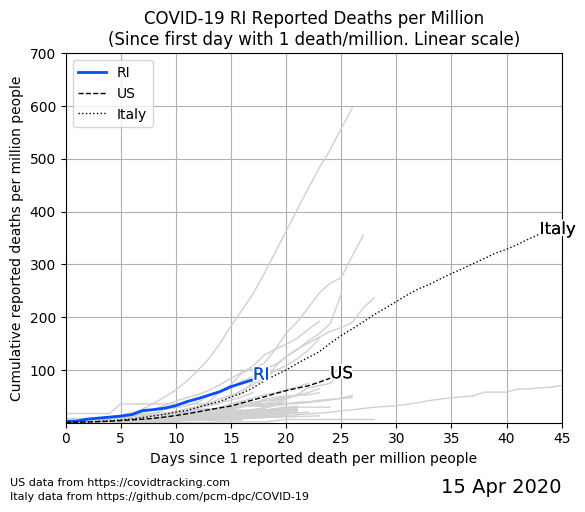 COVID-19 RI Reported Deaths per Million
(Since first day with 1 death/million. Linear scale)
700
600
500
400
300
200
100
RI
US
Italy
Italy
RI
US
Cumulative reported deaths per million people
0
5
10
15
20
25
30
35
40
45
Days since 1 reported death per million people
US data from https://covidtracking.com
Italy data from https://github.com/pcm-dpc/COVID-19
15 Apr 2020